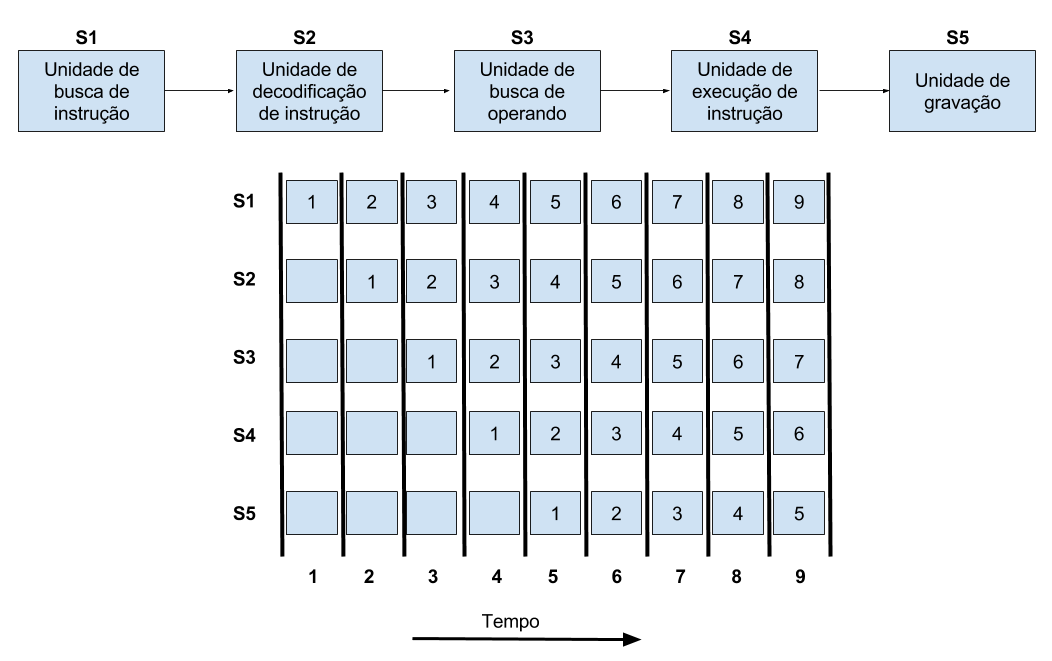 S1 S2 S3 S4 S5
Unidade de
busca de
instrução
Unidade de
decodificação
de instrução
Unidade de
busca de
operando
Unidade de
execução de
instrução
Unidade de
gravação
S1 1 2 3 4 5 6 7 8 9
S2 1 2 3 4 5 6 7 8
S3 1 2 3 4 5 6 7
S4 1 2 3 4 5 6
S5 1 2 3 4 5
1 2 3 4 5 6 7 8 9
Tempo